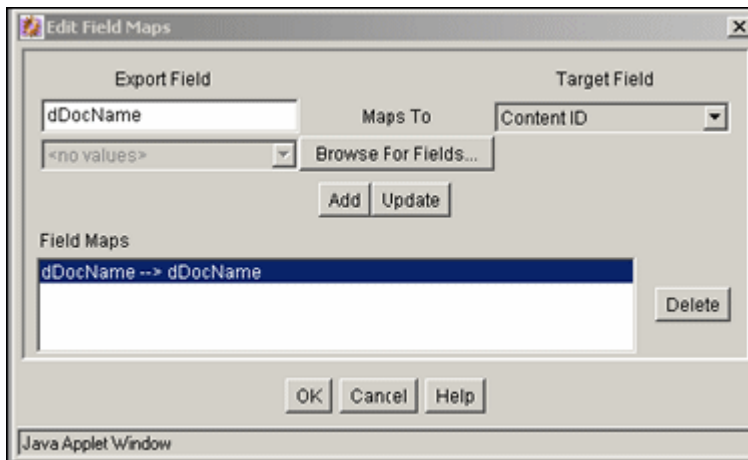 Edit Field Maps
Export Field Target Field
dDocName Maps To Content ID
<no values> Browse For Fields...
Add Update
Field Maps
dDocName --> dDocName
Delete
OK Cancel Help
Java Applet Window